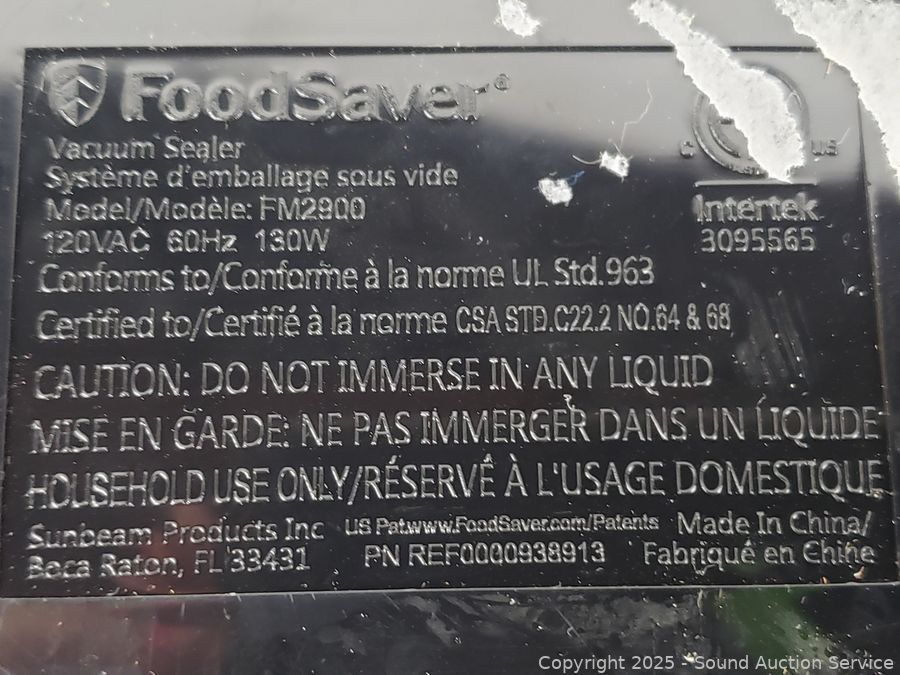 FoodSaver®
Vacuum Sealer
Système d'emballage sous vide
Model/Modèle: FM2900
120VAC 60Hz 130W
C US
Intertek
3095565
Conforms to/Conforme à la norme UL Std.963
Certified to/Certifié à la norme CSA STD.C22.2 NO.64 & 68
CAUTION: DO NOT IMMERSE IN ANY LIQUID
MISE EN GARDE: NE PAS IMMERGER DANS UN LIQUIDE
HOUSEHOLD USE ONLY/RÉSERVÉ À L'USAGE DOMESTIQUE
Sunbeam Products Inc
Boca Raton, FL 33431
US Pat.www.FoodSaver.com/Patents
PN REF0000938913
Made In China/
Fabriqué en Chine
Copyright 2025 - Sound Auction Service